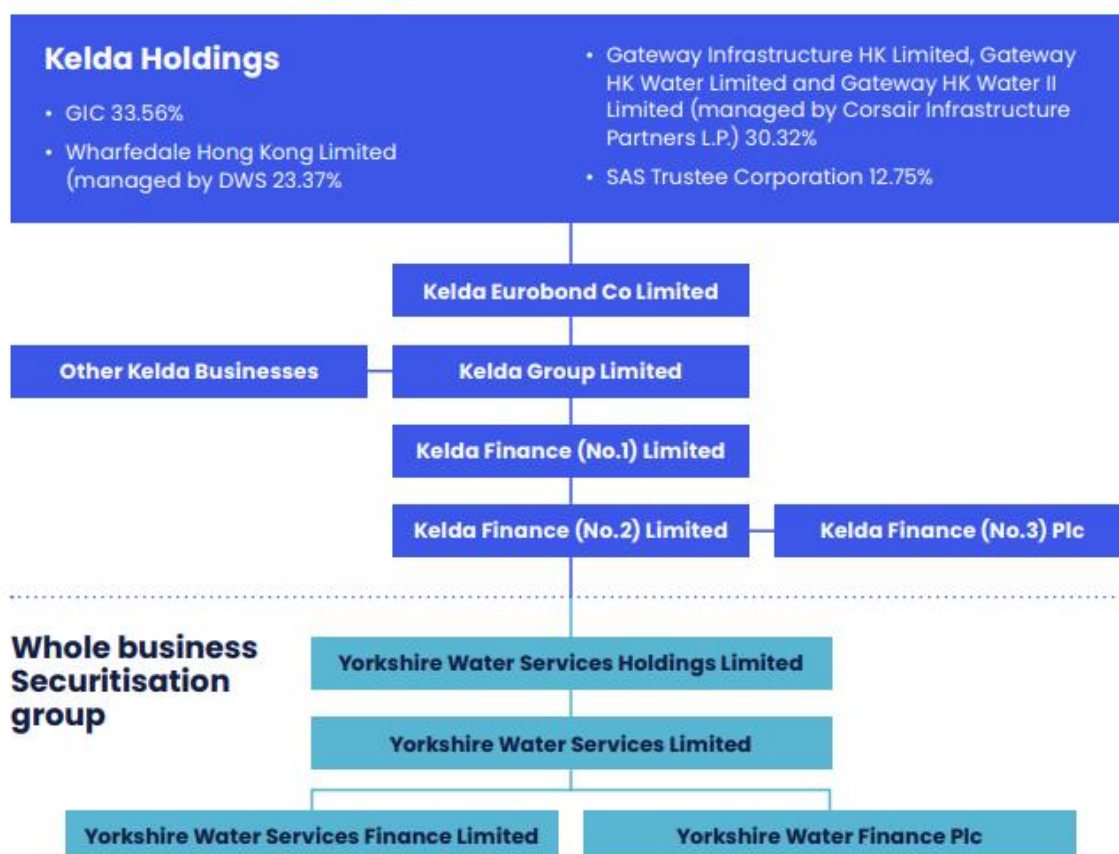 Kelda Holdings
• GIC 33.56%
• Wharfedale Hong Kong Limited
(managed by DWS 23.37%
• Gateway Infrastructure HK Limited, Gateway
HK Water Limited and Gateway HK Water II
Limited (managed by Corsair Infrastructure
Partners L.P.) 30.32%
• SAS Trustee Corporation 12.75%
Kelda Eurobond Co Limited
Other Kelda Businesses
Kelda Group Limited
Kelda Finance (No.1) Limited
Kelda Finance (No.2) Limited
Kelda Finance (No.3) Plc
Whole business
Securitisation
group
Yorkshire Water Services Holdings Limited
Yorkshire Water Services Limited
Yorkshire Water Services Finance Limited
Yorkshire Water Finance Plc